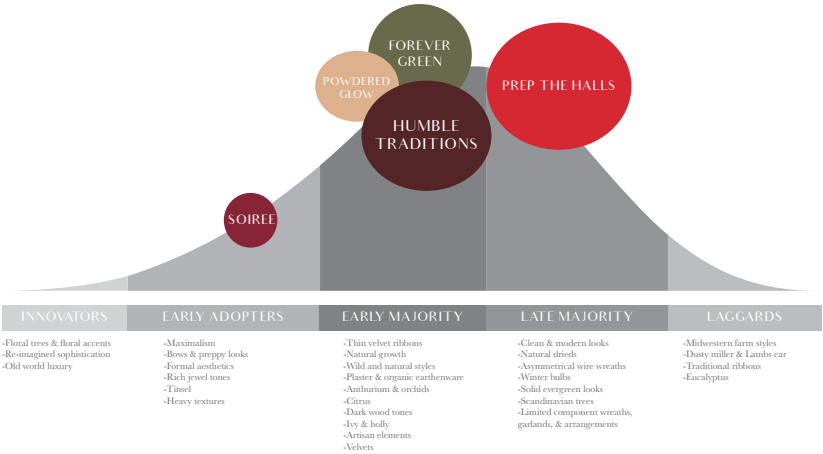 FOREVER
GREEN
POWDERED
GLOW
PREP THE HALLS
HUMBLE
TRADITIONS
SOIREE
INNOVATORS
EARLY ADOPTERS
EARLY MAJORITY
LATE MAJORITY
LAGGARDS
-Floral trees & floral accents
-Re-imagined sophistication
-Old world luxury
-Maximalism
-Bows & preppy looks
-Formal aesthetics
-Rich jewel tones
-Tinsel
-Heavy textures
-Thin velvet ribbons
-Natural growth
-Wild and natural styles
-Plaster & organic earthenware
-Anthurium & orchids
-Citrus
-Dark wood tones
-Ivy & holly
-Artisan elements
-Velvets
-Clean & modern looks
-Natural drieds
-Asymmetrical wire wreaths
-Winter bulbs
-Solid evergreen looks
-Scandinavian trees
-Limited component wreaths,
garlands, & arrangements
-Midwestern farm styles
-Dusty miller & Lambs ear
-Traditional ribbons
-Eucalyptus